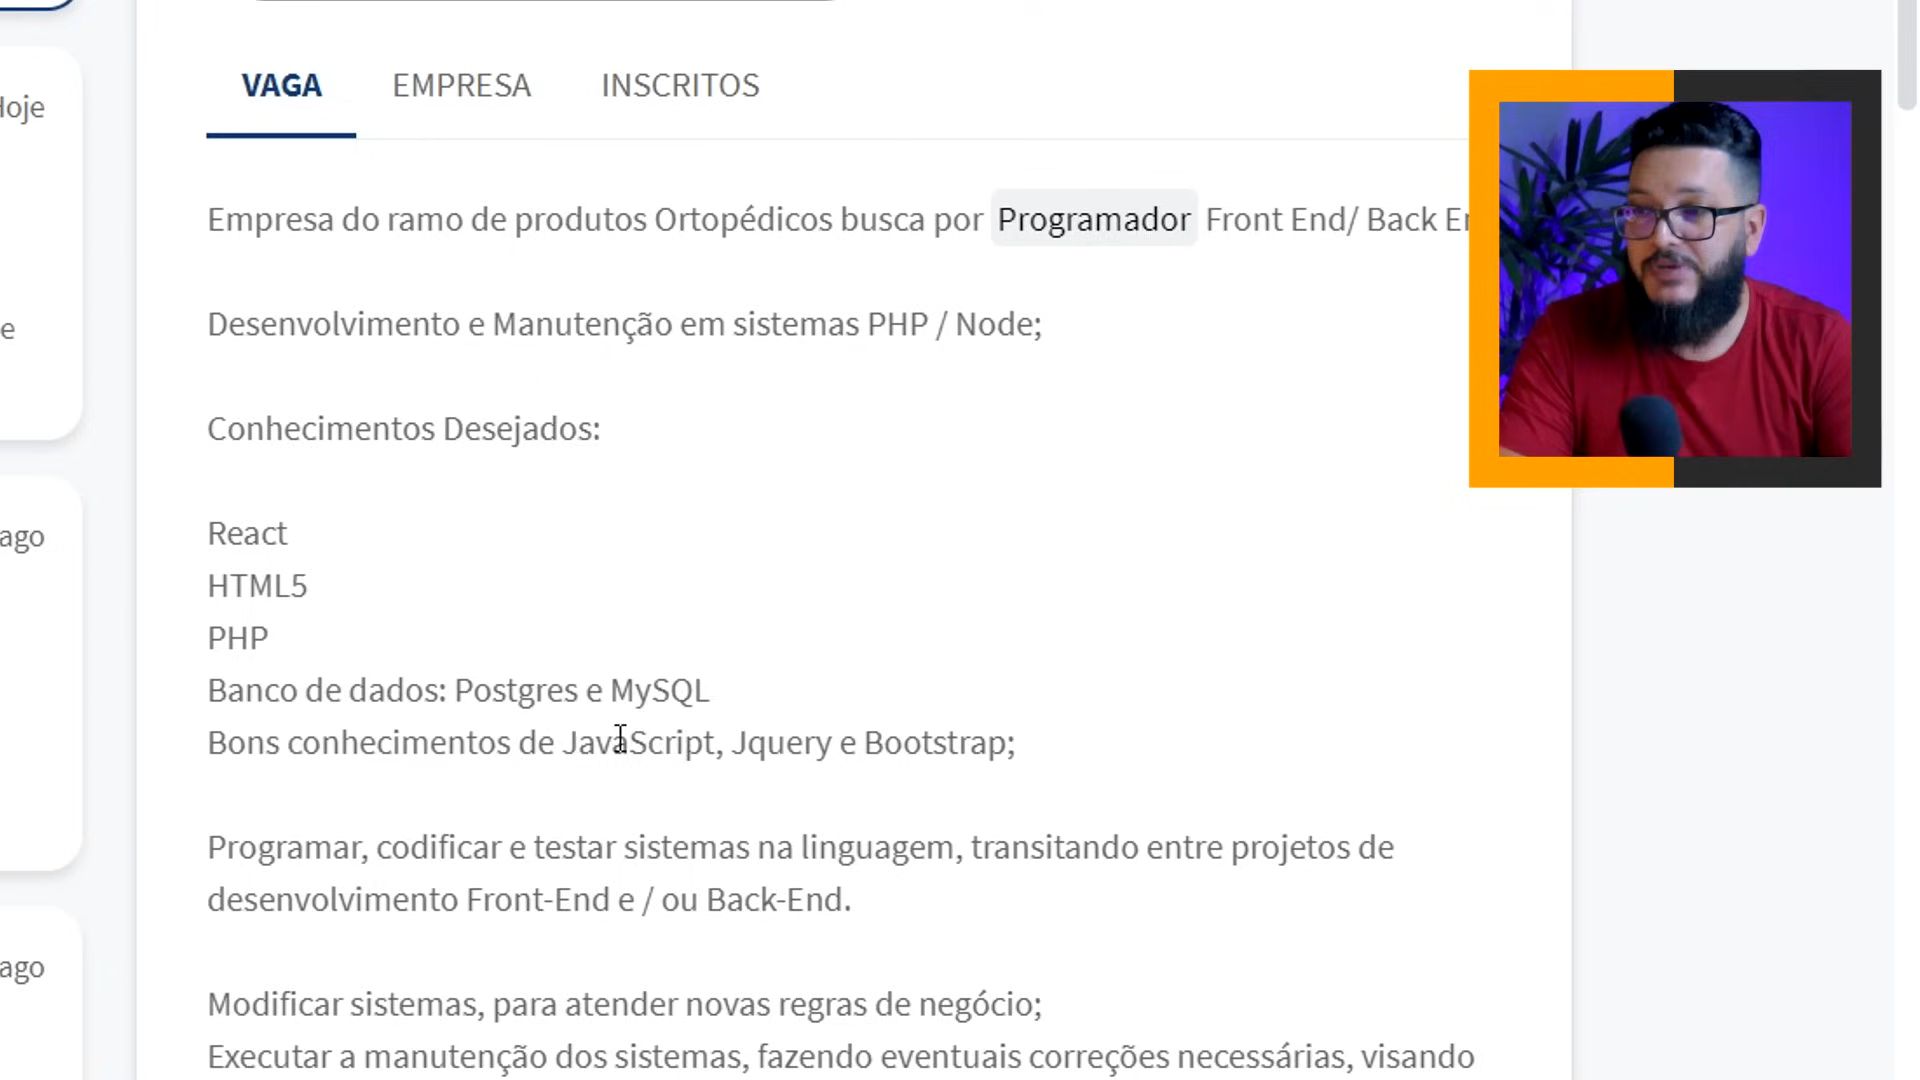 Hoje
e
ago
ago
VAGA EMPRESA INSCRITOS
Empresa do ramo de produtos Ortopédicos busca por Programador Front End/ Back
Desenvolvimento e Manutenção em sistemas PHP / Node;
Conhecimentos Desejados:
React
HTML5
PHP
Banco de dados: Postgres e MySQL
Bons conhecimentos de JavaScript, Jquery e Bootstrap;
Programar, codificar e testar sistemas na linguagem, transitando entre projetos de
desenvolvimento Front-End e / ou Back-End.
Modificar sistemas, para atender novas regras de negócio;
Executar a manutenção dos sistemas, fazendo eventuais correções necessárias, visando